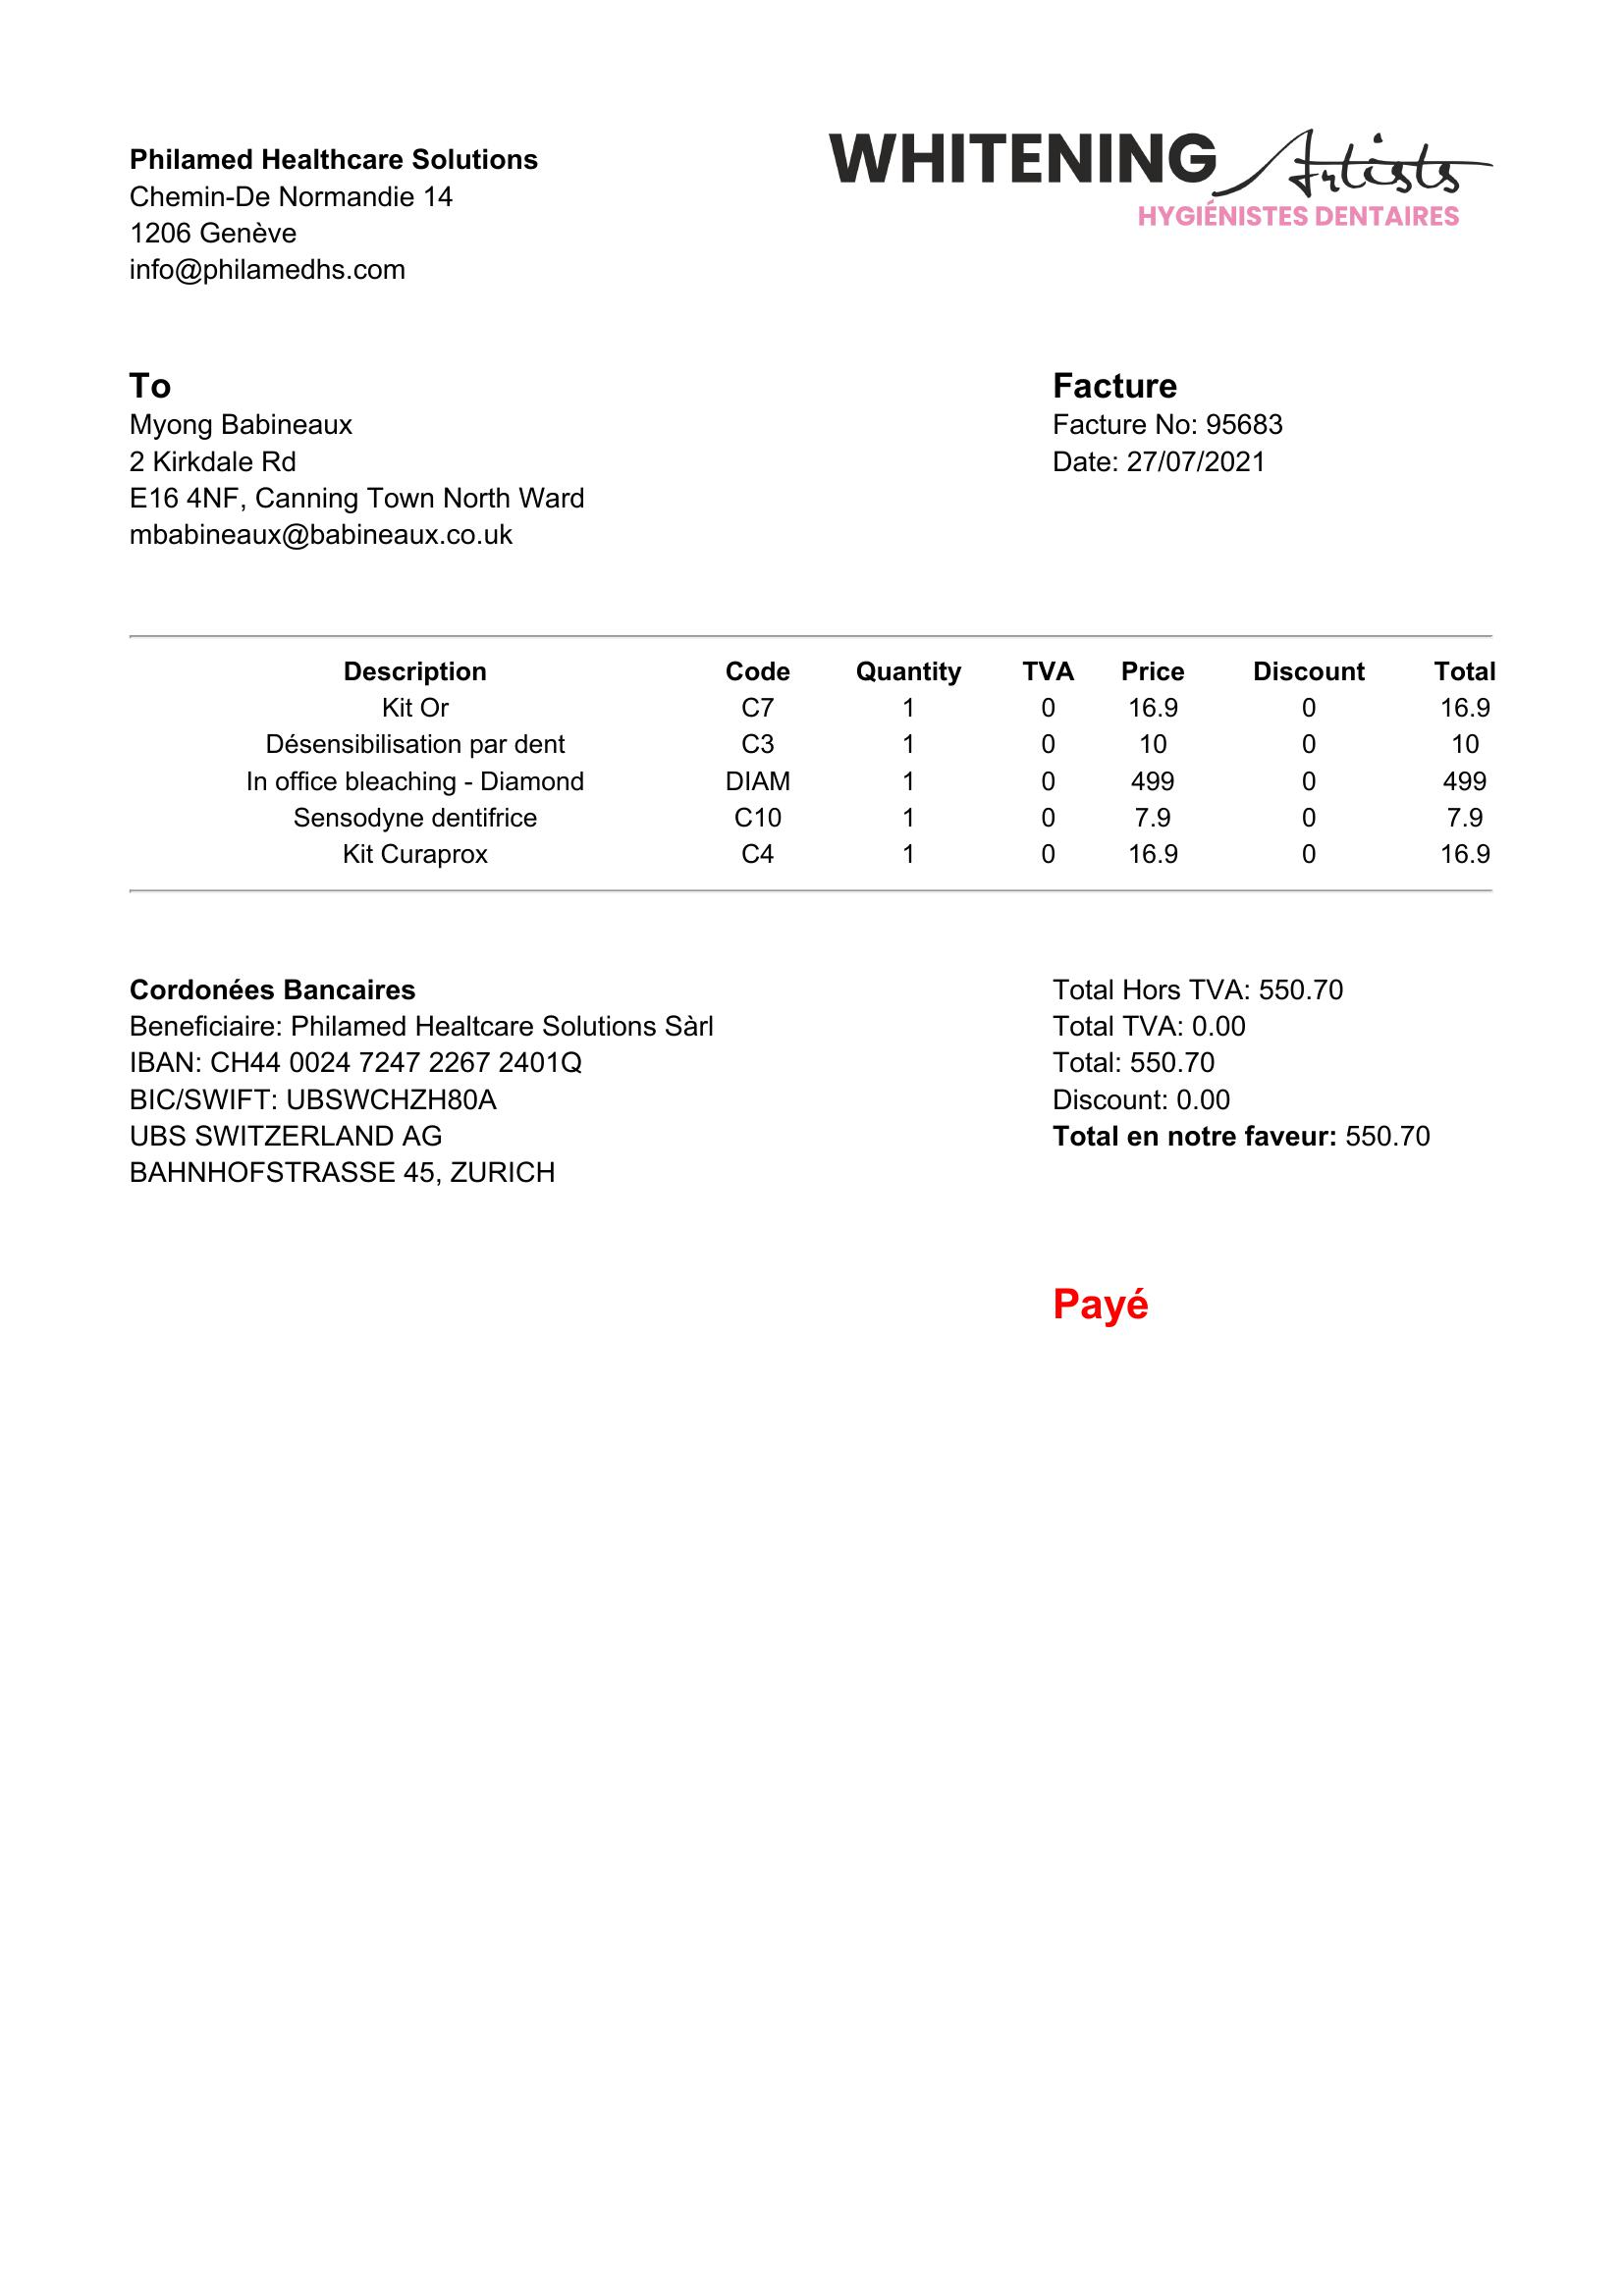 Philamed Healthcare Solutions
Chemin-De Normandie 14
1206 Genève
info@philamedhs.com
WHITENING Artists
HYGIÉNISTES DENTAIRES
To
Myong Babineaux
2 Kirkdale Rd
E16 4NF, Canning Town North Ward
mbabineaux@babineaux.co.uk
Facture
Facture No: 95683
Date: 27/07/2021
Description Code Quantity TVA Price Discount Total
Kit Or C7 1 0 16.9 0 16.9
Désensibilisation par dent C3 1 0 10 0 10
In office bleaching - Diamond DIAM 1 0 499 0 499
Sensodyne dentifrice C10 1 0 7.9 0 7.9
Kit Curaprox C4 1 0 16.9 0 16.9
Cordonées Bancaires
Beneficiaire: Philamed Healtcare Solutions Sàrl
IBAN: CH44 0024 7247 2267 2401Q
BIC/SWIFT: UBSWCHZH80A
UBS SWITZERLAND AG
BAHNHOFSTRASSE 45, ZURICH
Total Hors TVA: 550.70
Total TVA: 0.00
Total: 550.70
Discount: 0.00
Total en notre faveur: 550.70
Payé